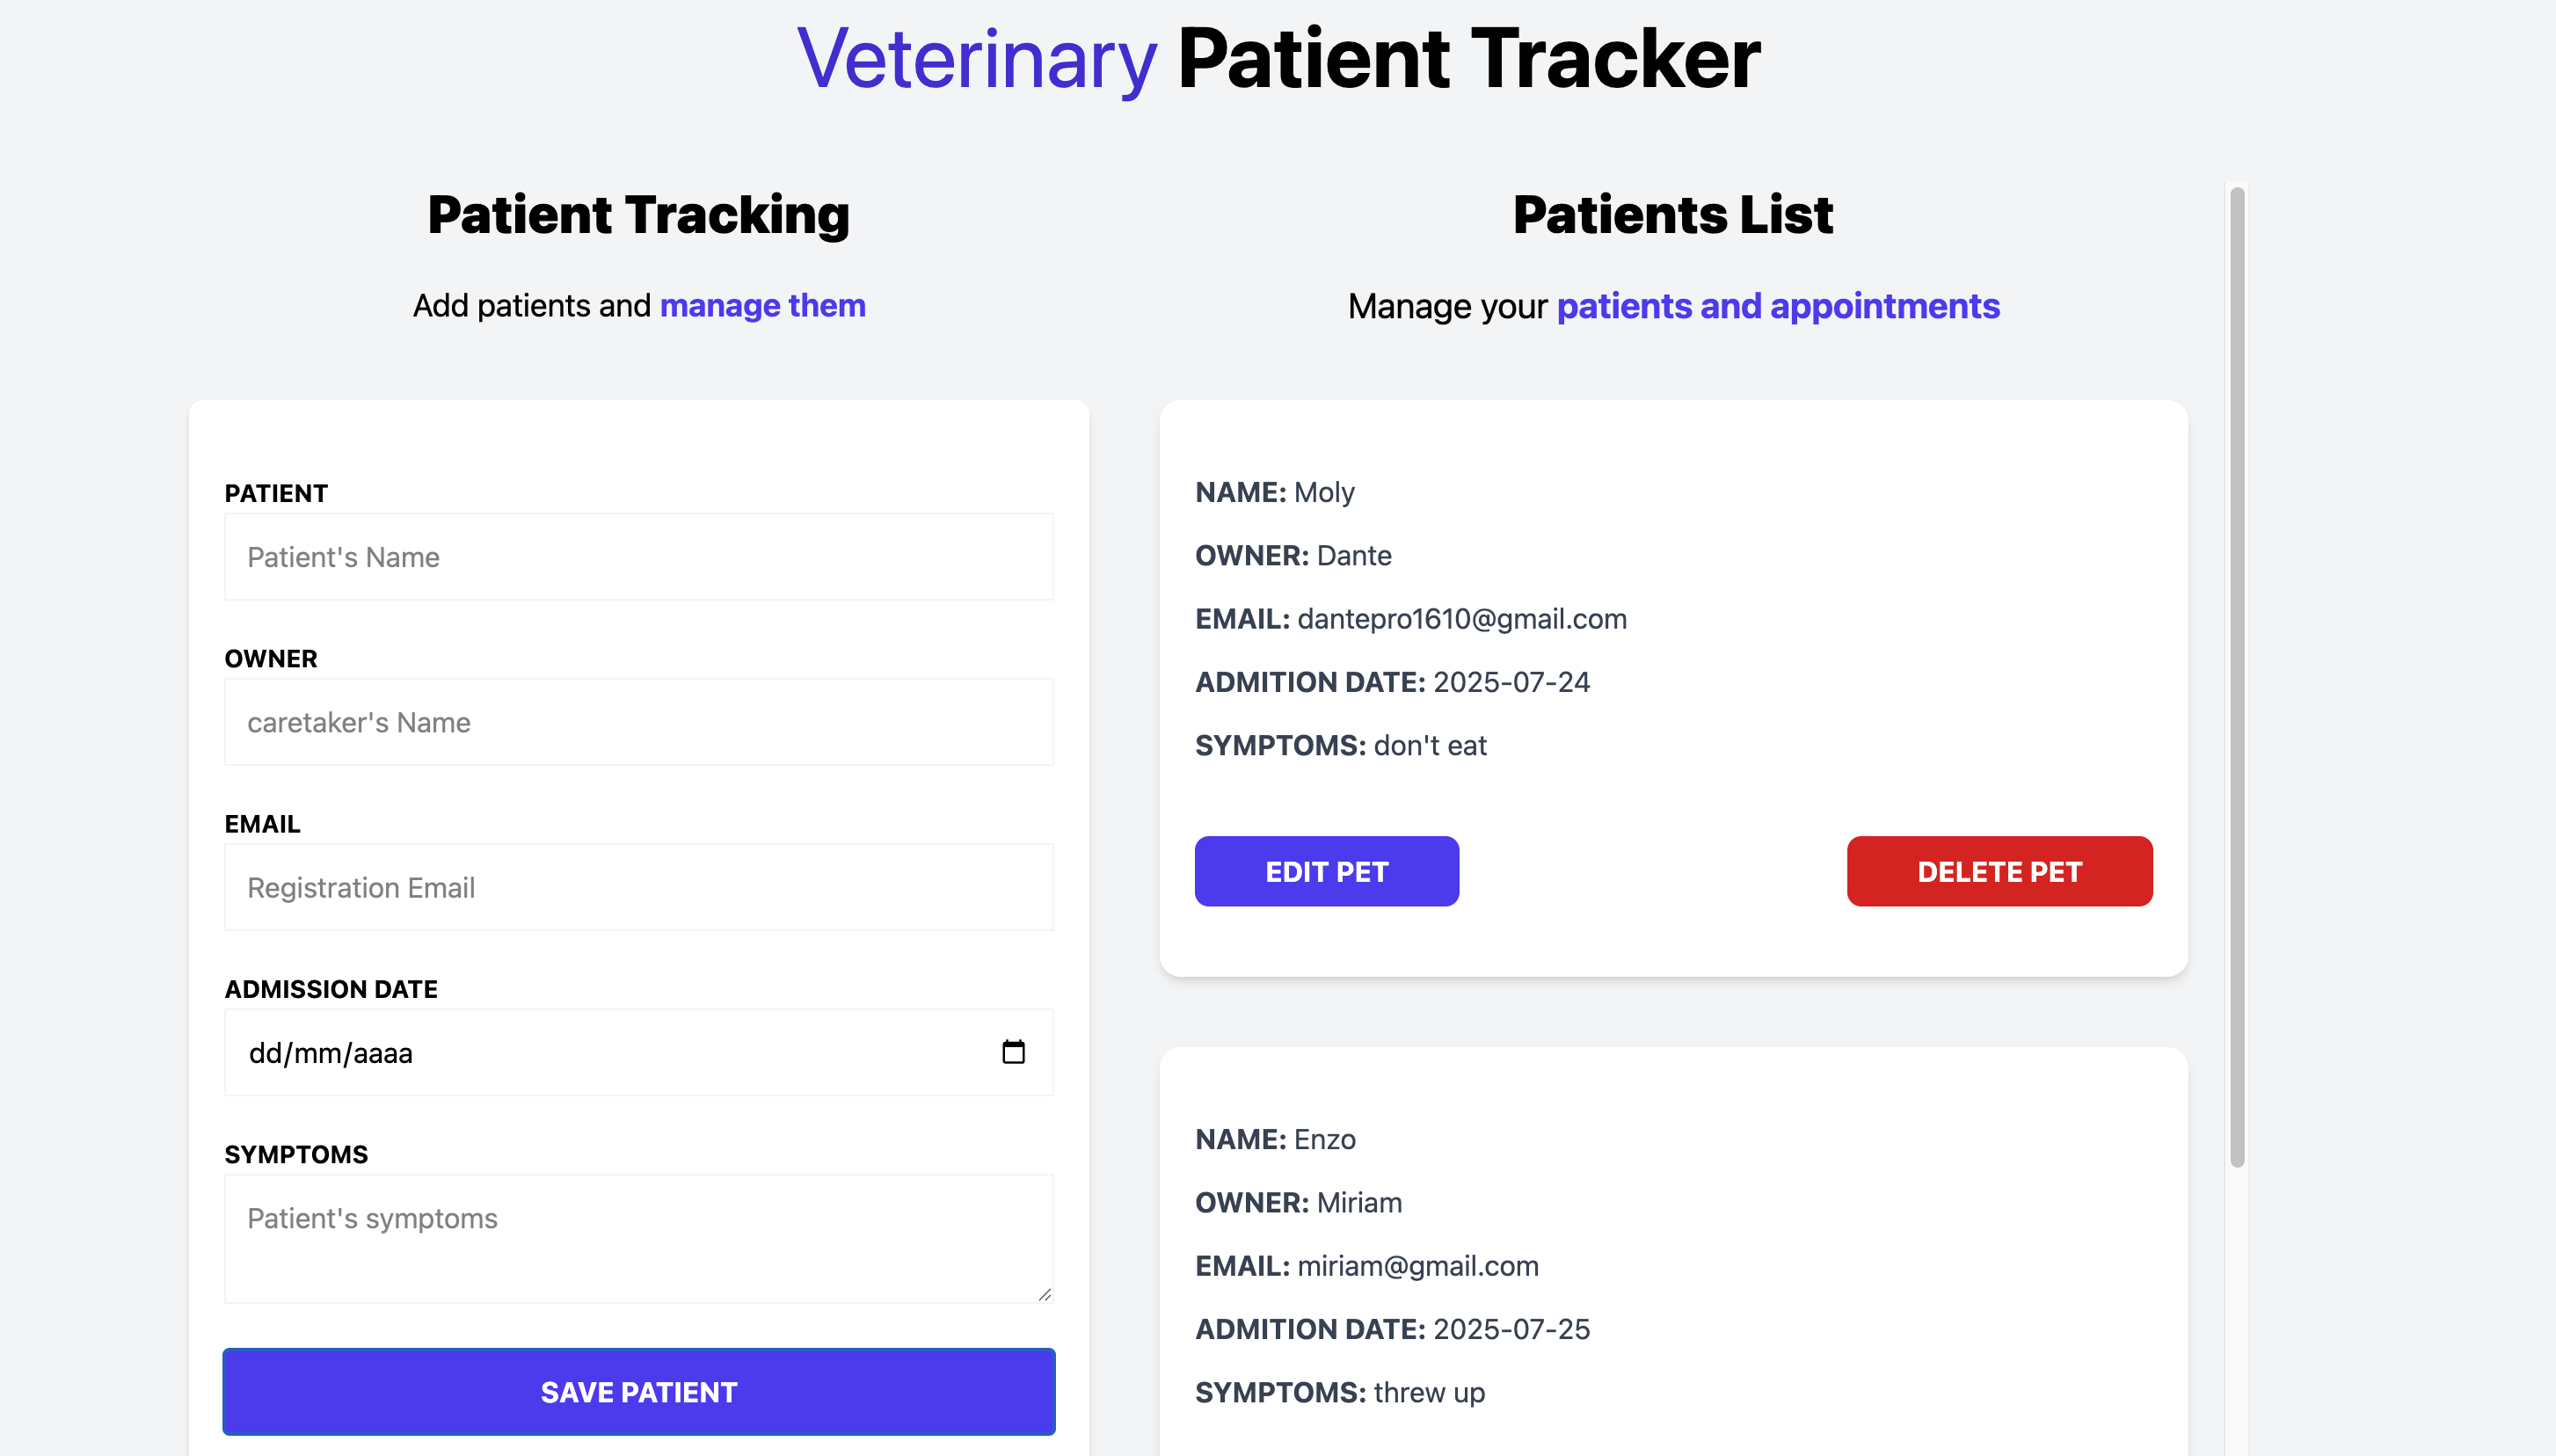 Veterinary Patient Tracker
Patient Tracking
Add patients and manage them
PATIENT
Patient's Name
OWNER
caretaker's Name
EMAIL
Registration Email
ADMISSION DATE
dd/mm/aaaa
SYMPTOMS
Patient's symptoms
SAVE PATIENT
Patients List
Manage your patients and appointments
NAME: Moly
OWNER: Dante
EMAIL: dantepro1610@gmail.com
ADMITION DATE: 2025-07-24
SYMPTOMS: don't eat
EDIT PET
DELETE PET
NAME: Enzo
OWNER: Miriam
EMAIL: miriam@gmail.com
ADMITION DATE: 2025-07-25
SYMPTOMS: threw up